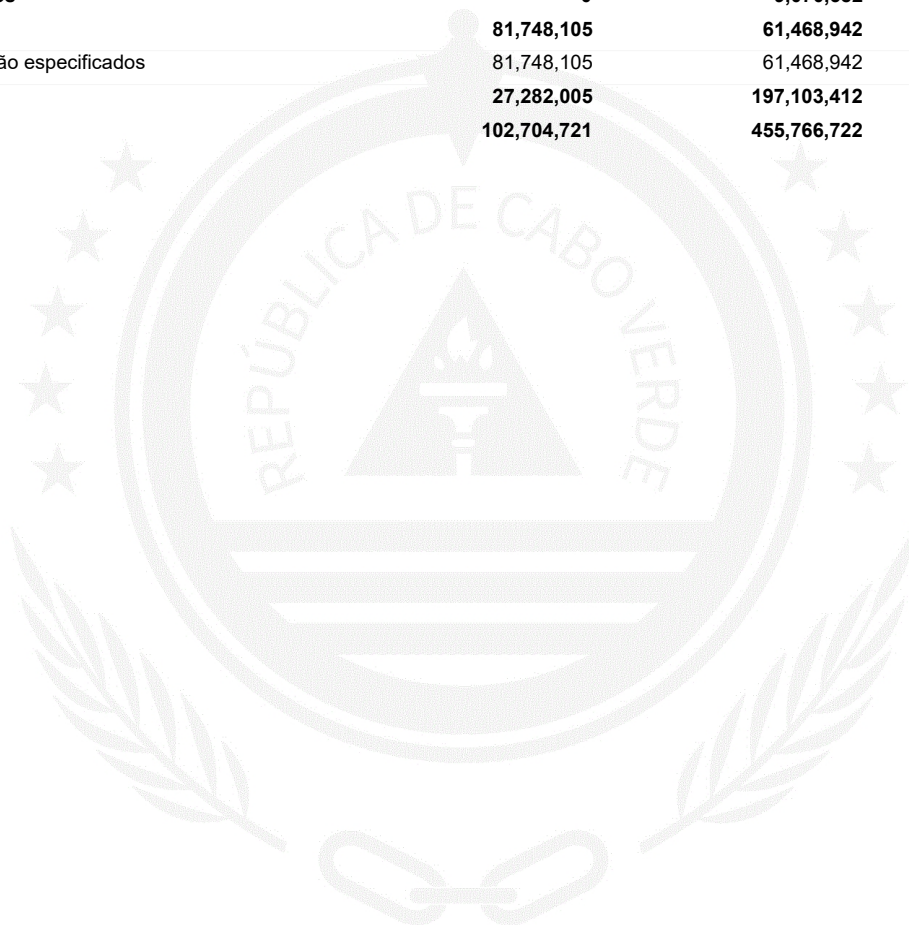 81,748,105 61,468,942
ão especificados 81,748,105 61,468,942
27,282,005 197,103,412
102,704,721 455,766,722
REPÚBLICA DE CABO VERDE